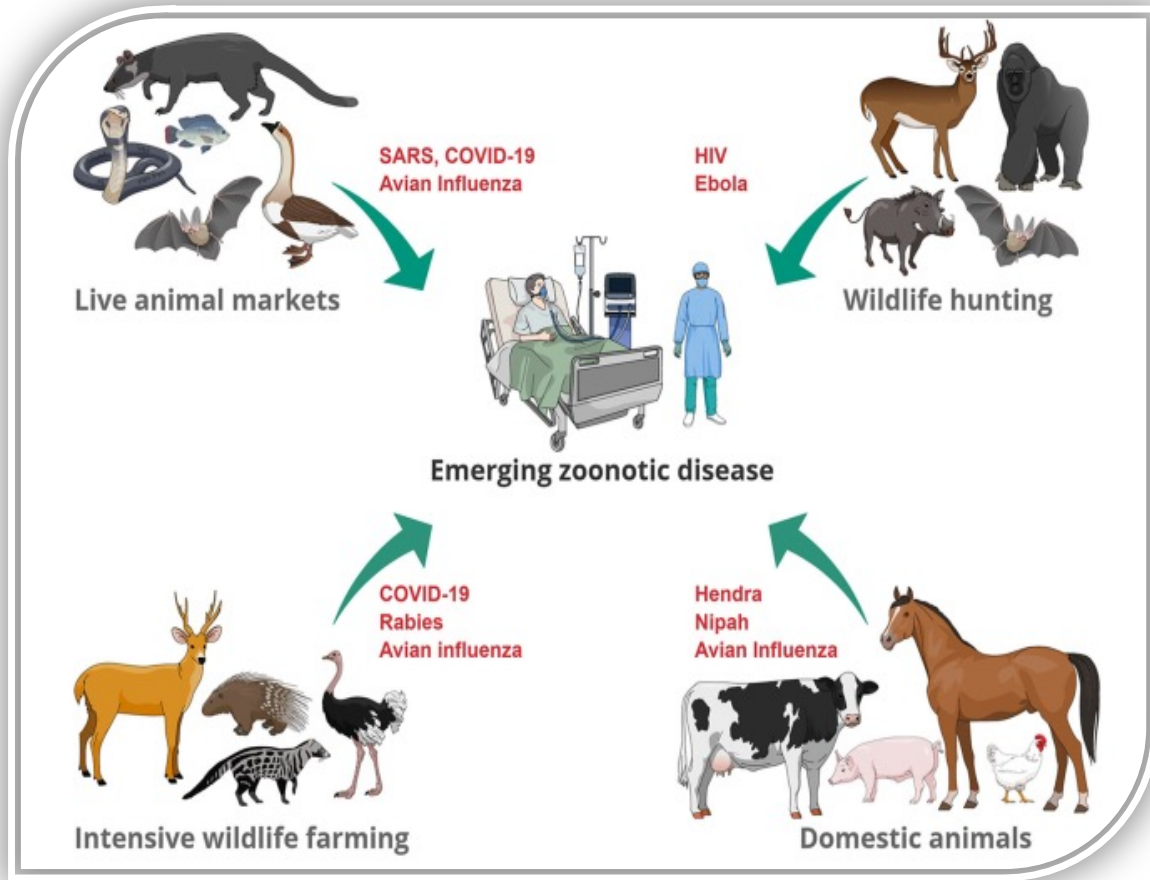 SARS, COVID-19
Avian Influenza
Live animal markets
HIV
Ebola
Wildlife hunting
Emerging zoonotic disease
COVID-19
Rabies
Avian influenza
Intensive wildlife farming
Hendra
Nipah
Avian Influenza
Domestic animals